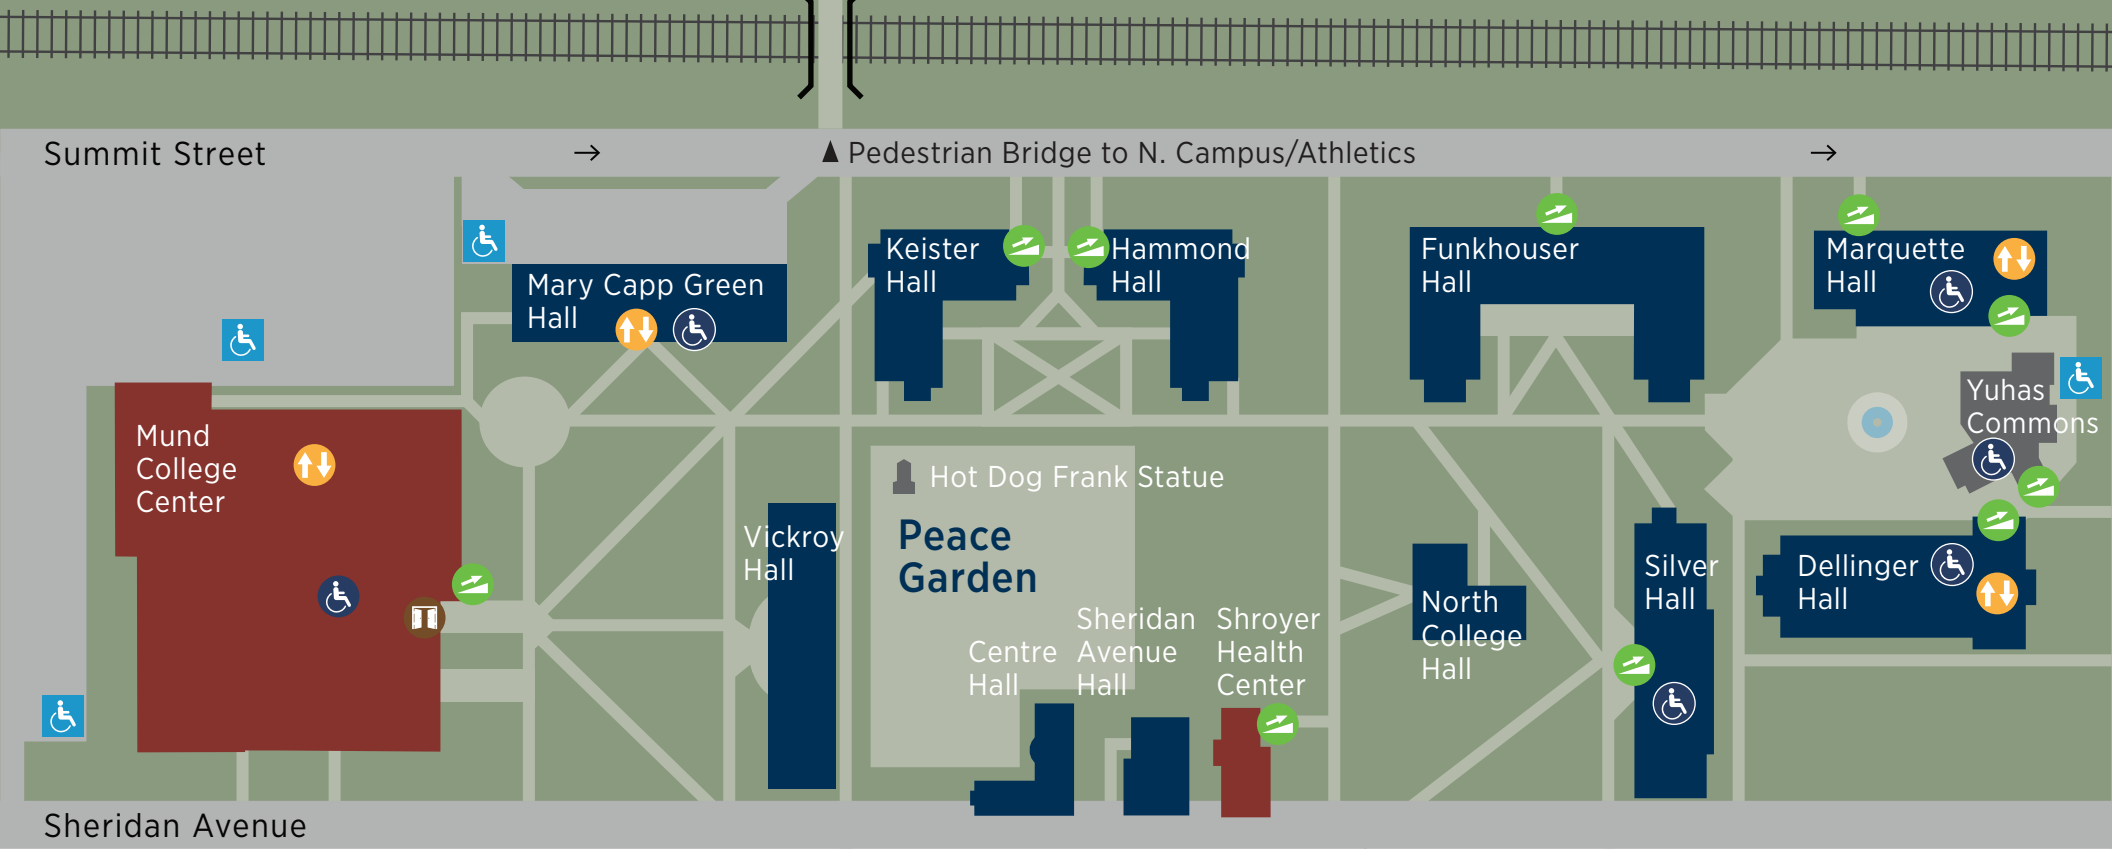 Summit Street
→
▲ Pedestrian Bridge to N. Campus/Athletics
→
Mary Capp Green
Hall
Keister
Hall
Hammond
Hall
Funkhouser
Hall
Marquette
Hall
Mund
College
Center
Yuhas
Commons
Hot Dog Frank Statue
Peace
Garden
Vickroy
Hall
Centre
Hall
Sheridan
Avenue
Hall
Shroyer
Health
Center
North
College
Hall
Silver
Hall
Dellinger
Hall
Sheridan Avenue